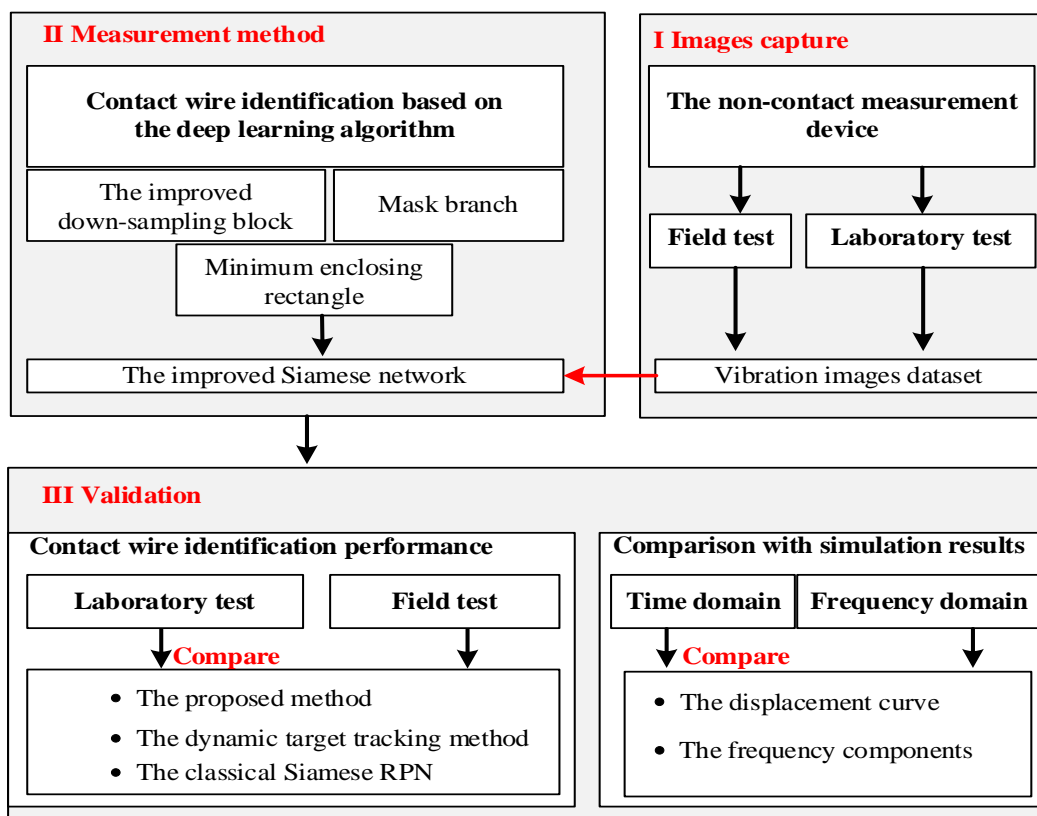 II Measurement method
Contact wire identification based on
the deep learning algorithm
The improved
down-sampling block
Mask branch
Minimum enclosing
rectangle
The improved Siamese network
I Images capture
The non-contact measurement
device
Field test
Laboratory test
Vibration images dataset
III Validation
Contact wire identification performance
Laboratory test
Field test
Compare
• The proposed method
• The dynamic target tracking method
• The classical Siamese RPN
Comparison with simulation results
Time domain
Frequency domain
Compare
• The displacement curve
• The frequency components